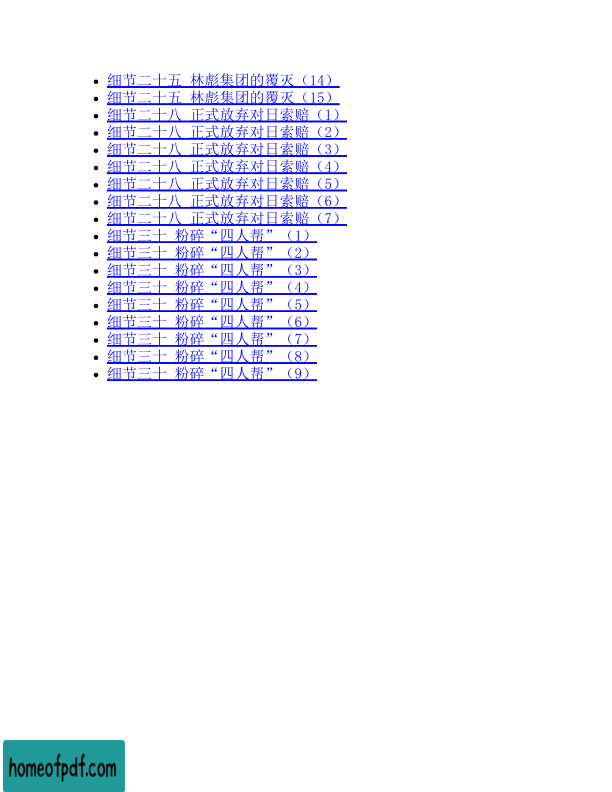 细节二十五 林彪集团的覆灭（14）
细节二十五 林彪集团的覆灭（15）
细节二十八 正式放弃对日索赔（1）
细节二十八 正式放弃对日索赔（2）
细节二十八 正式放弃对日索赔（3）
细节二十八 正式放弃对日索赔（4）
细节二十八 正式放弃对日索赔（5）
细节二十八 正式放弃对日索赔（6）
细节二十八 正式放弃对日索赔（7）
细节三十 粉碎“四人帮”（1）
细节三十 粉碎“四人帮”（2）
细节三十 粉碎“四人帮”（3）
细节三十 粉碎“四人帮”（4）
细节三十 粉碎“四人帮”（5）
细节三十 粉碎“四人帮”（6）
细节三十 粉碎“四人帮”（7）
细节三十 粉碎“四人帮”（8）
细节三十 粉碎“四人帮”（9）
homeofpdf.com